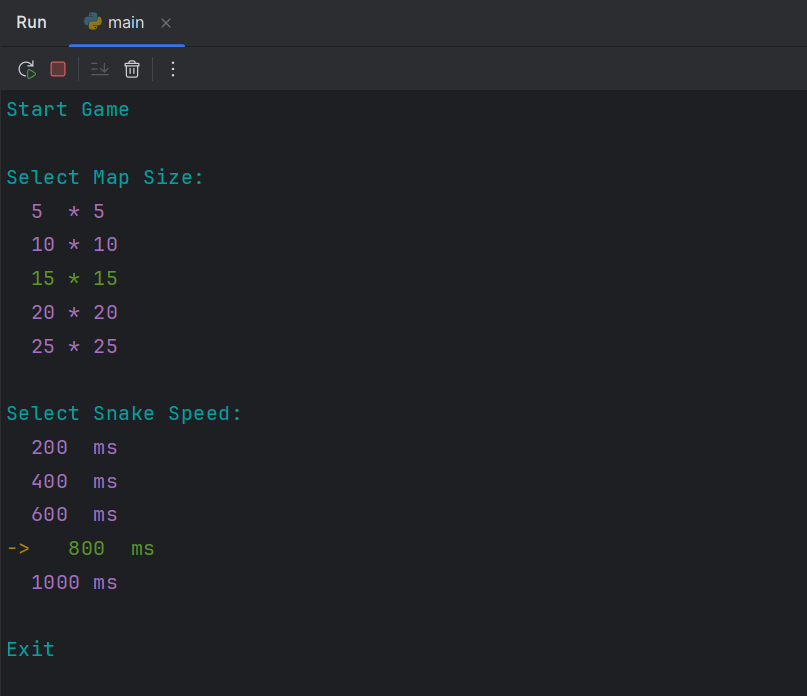 Run main
Start Game
Select Map Size:
5  * 5
10 * 10
15 * 15
20 * 20
25 * 25
Select Snake Speed:
200  ms
400  ms
600  ms
->   800  ms
1000 ms
Exit